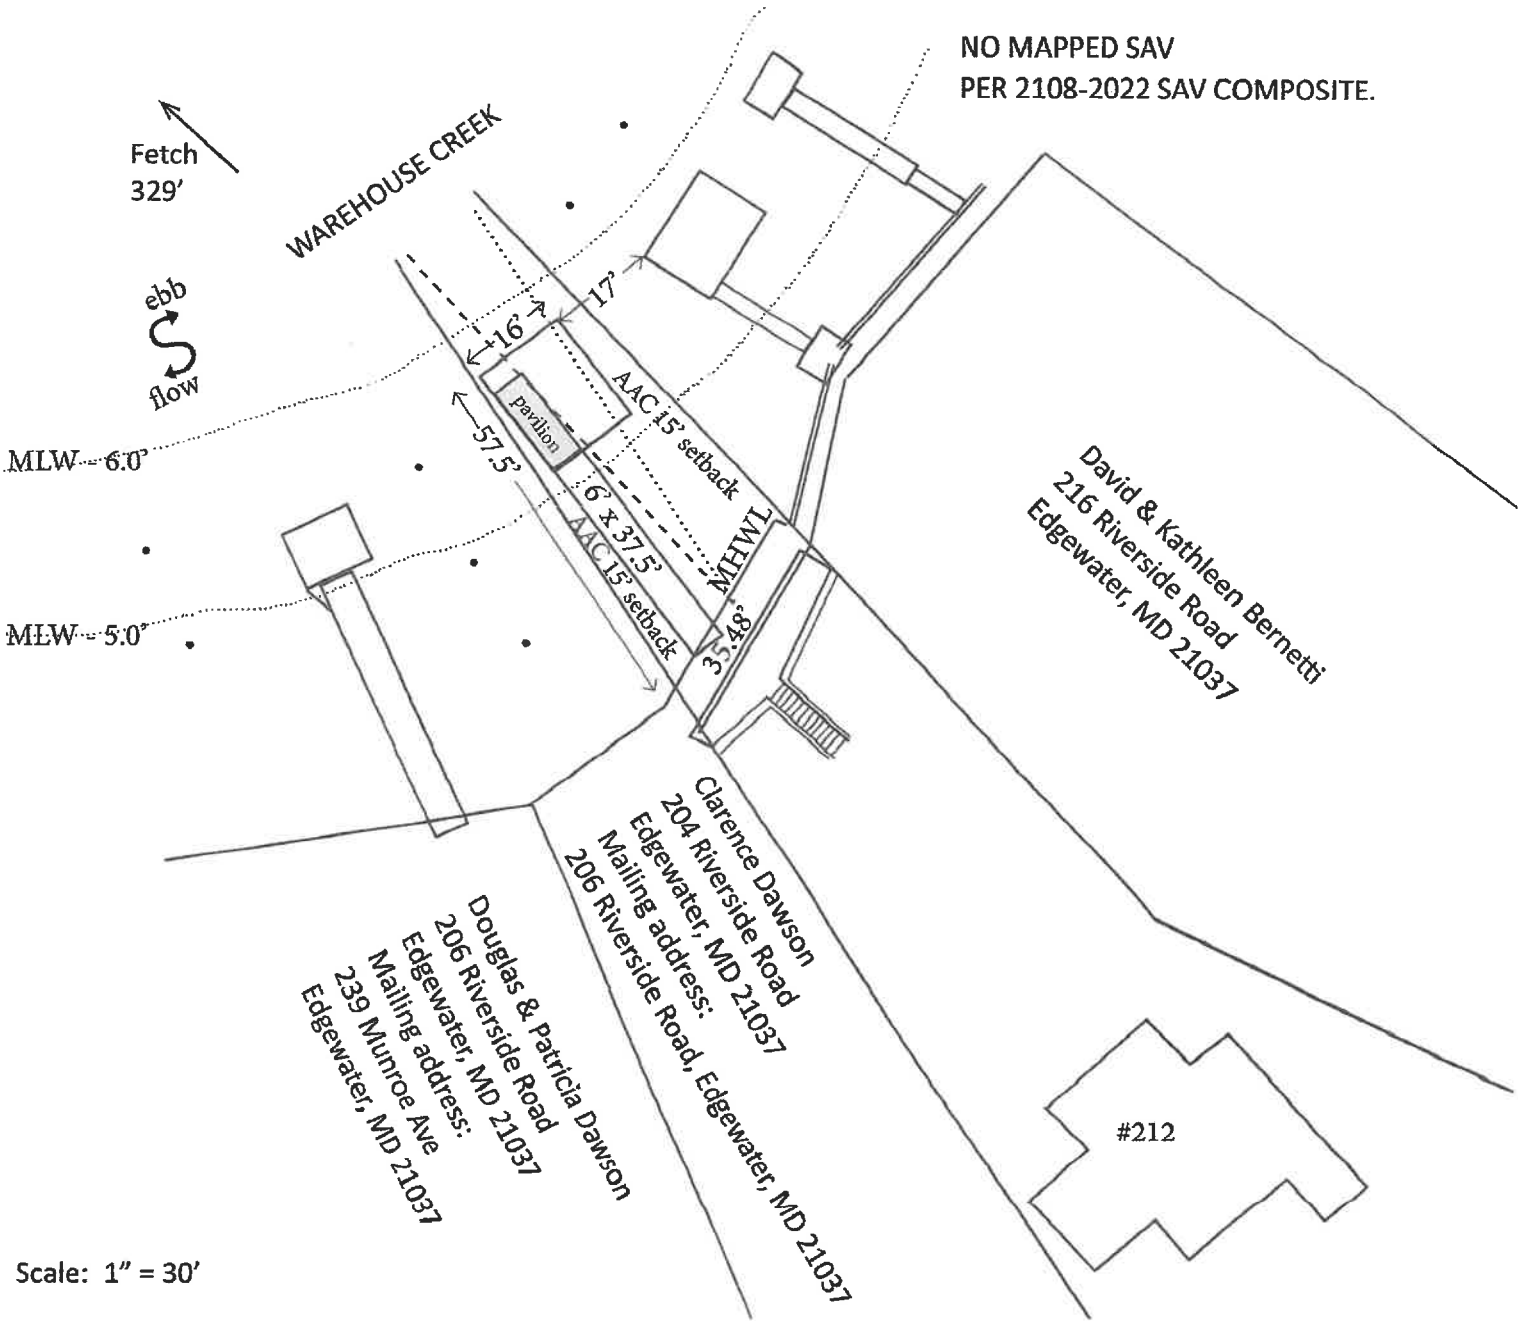 NO MAPPED SAV
PER 2108-2022 SAV COMPOSITE.
Fetch
329’
WAREHOUSE CREEK
ebb
flow
17’
16’
AAC 15’ setback
pavilion
57.5’
MLW - 6.0’
6’ X 37.5’
AAC 15’ setback
MHWL
35.48’
MLW - 5.0’
David & Kathleen Bernetti
216 Riverside Road
Edgewater, MD 21037
Clarence Dawson
204 Riverside Road
Edgewater, MD 21037
Mailing address:
206 Riverside Road, Edgewater, MD 21037
Douglas & Patricia Dawson
206 Riverside Road
Edgewater, MD 21037
Mailing address:
239 Munroe Ave
Edgewater, MD 21037
#212
Scale: 1” = 30’